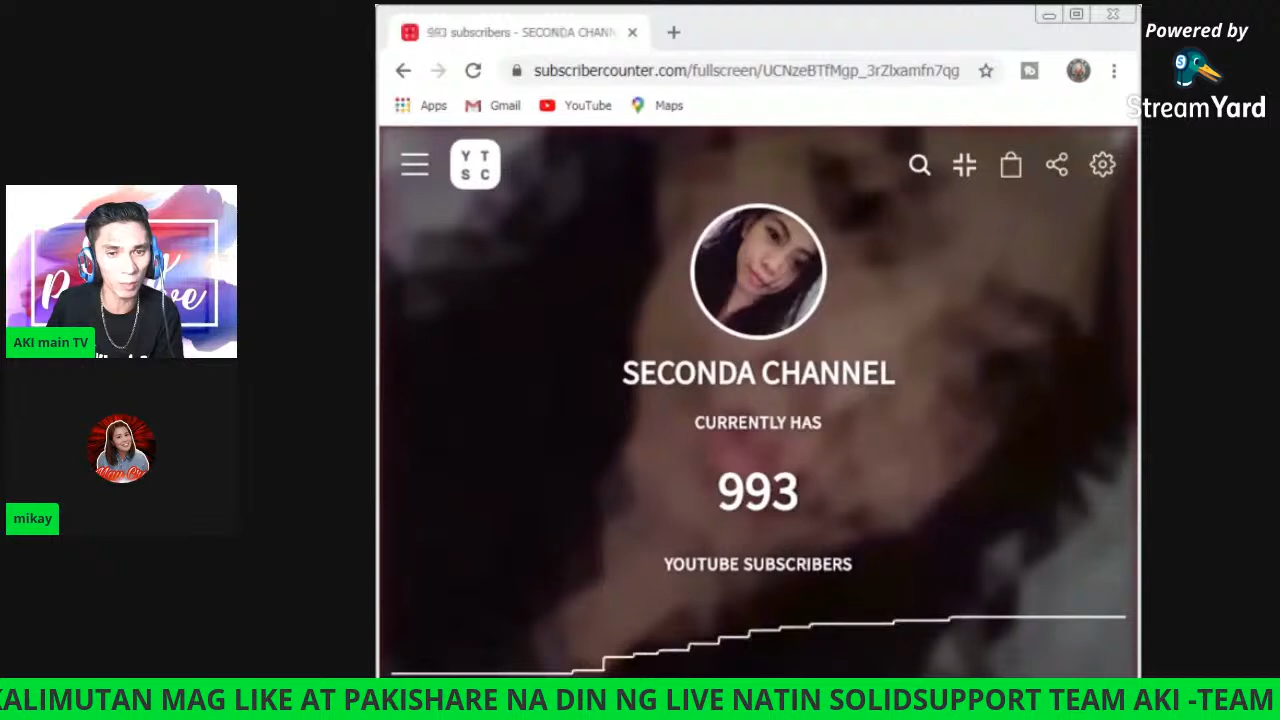 993 subscribers - SECONDA CHANN
Powered by
StreamYard
subscribercounter.com/fullscreen/UCNzeBTfMgp_3rZlxamfn7qg
Apps Gmail YouTube Maps
Y T
S C
AKI main TV
mikay
SECONDA CHANNEL
CURRENTLY HAS
993
YOUTUBE SUBSCRIBERS
KALIMUTAN MAG LIKE AT PAKISHARE NA DIN NG LIVE NATIN SOLIDSUPPORT TEAM AKI -TEAM